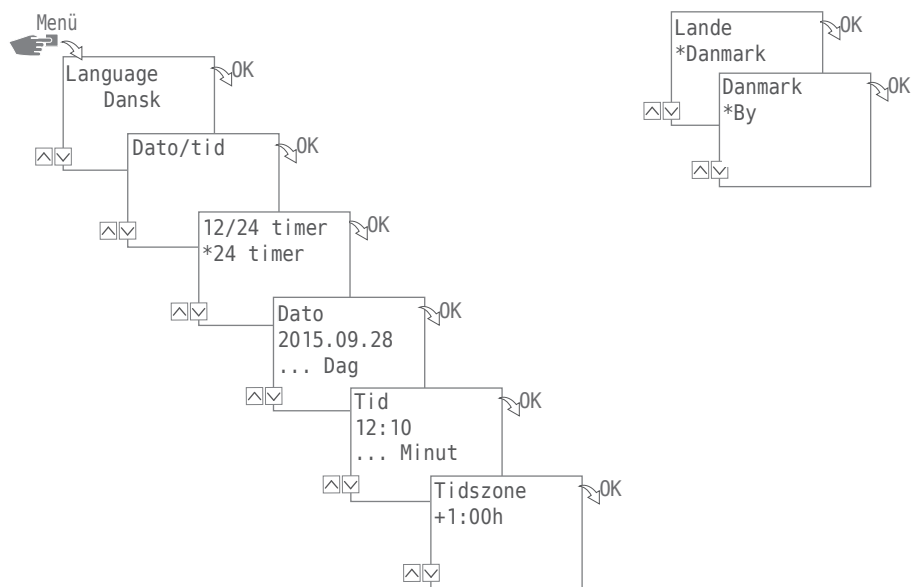 Menü
Language
OK
Dansk
Dato/tid
OK
12/24 timer
OK
*24 timer
Dato
OK
2015.09.28
... Dag
Tid
OK
12:10
... Minut
Tidszone
OK
+1:00h
Lande
OK
*Danmark
Danmark
OK
*By